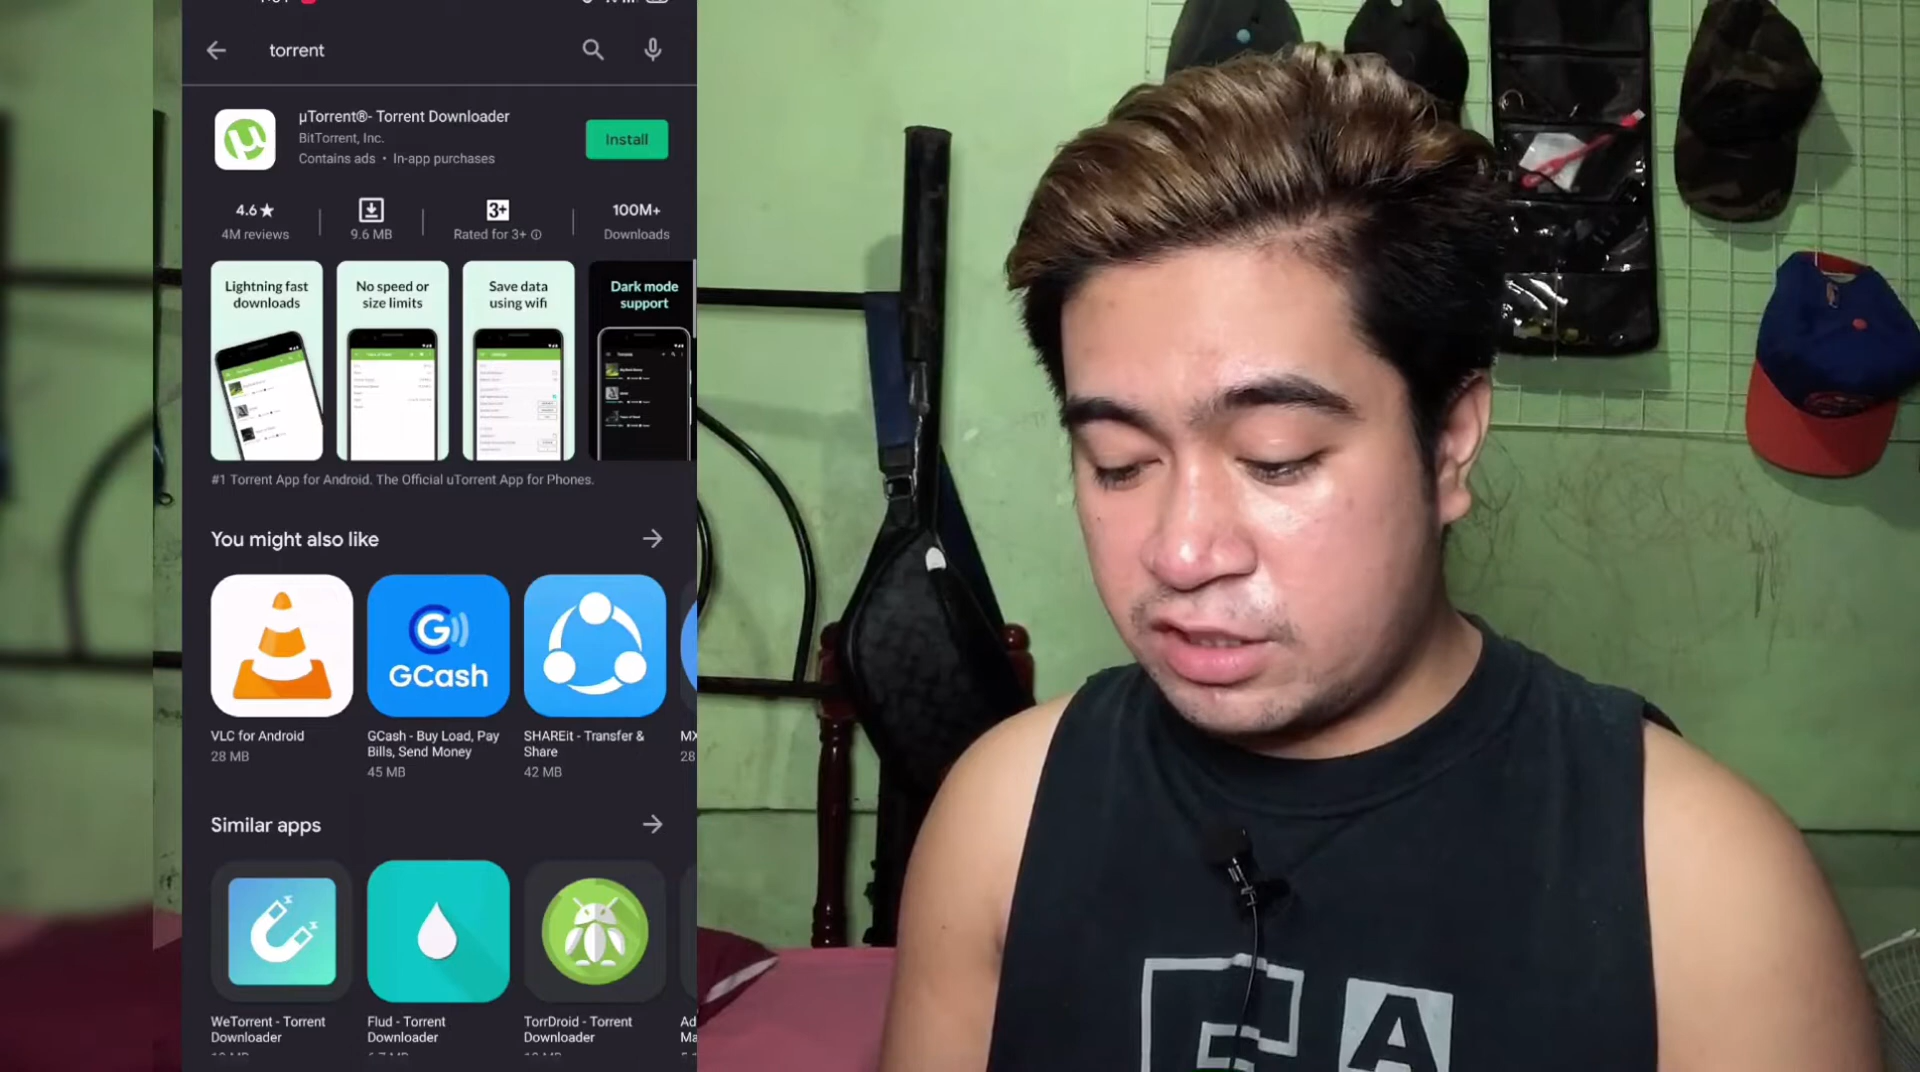 torrent
µTorrent®- Torrent Downloader
BitTorrent, Inc.
Contains ads • In-app purchases
Install
4.6★
4M reviews
9.6 MB
3+
Rated for 3+
100M+
Downloads
Lightning fast
downloads
No speed or
size limits
Save data
using wifi
Dark mode
support
#1 Torrent App for Android. The Official uTorrent App for Phones.
You might also like
GCash
VLC for Android
28 MB
GCash - Buy Load, Pay
Bills, Send Money
45 MB
SHAREit - Transfer &
Share
42 MB
MX
28
Similar apps
WeTorrent - Torrent
Downloader
Flud - Torrent
Downloader
TorrDroid - Torrent
Downloader
Ad
Ma
A